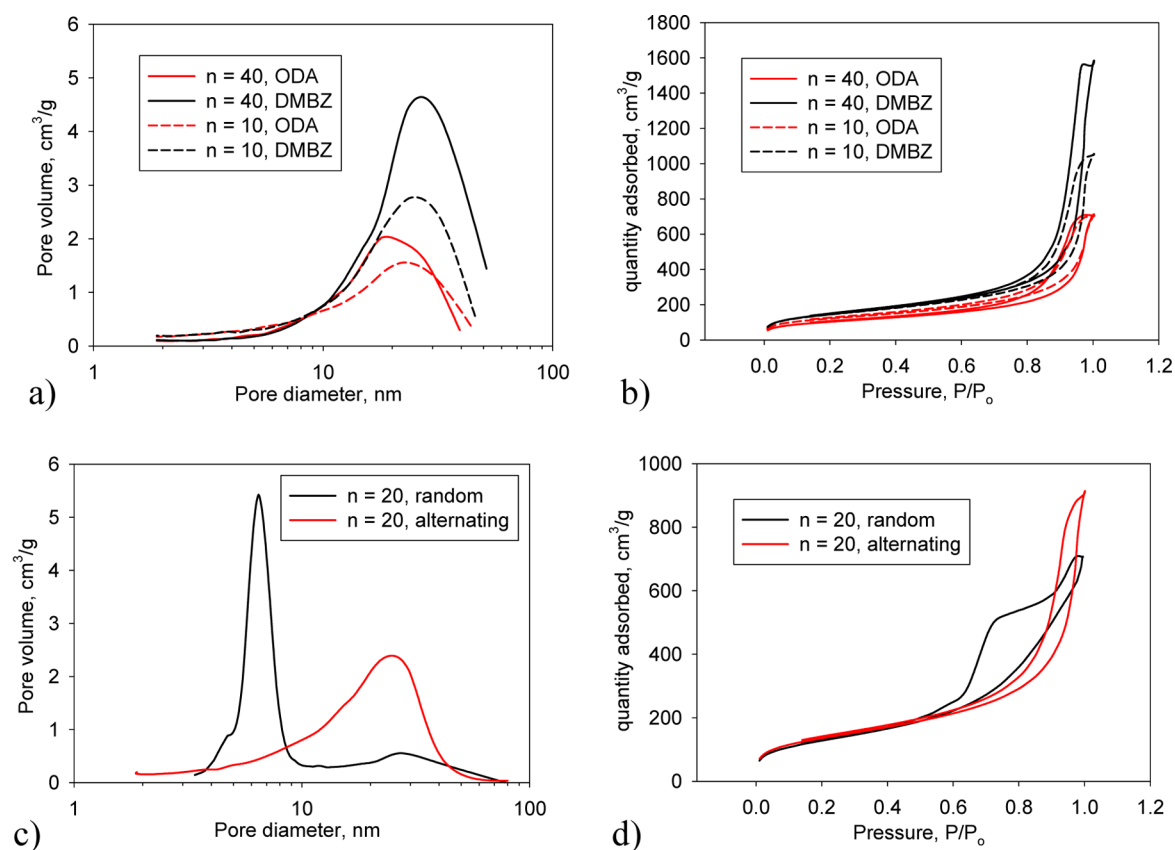 6
5
4
3
2
1
0
Pore volume, cm³/g
n = 40, ODA
n = 40, DMBZ
n = 10, ODA
n = 10, DMBZ
1
10
100
Pore diameter, nm
a)
1800
1600
1400
1200
1000
800
600
400
200
0
quantity adsorbed, cm³/g
n = 40, ODA
n = 40, DMBZ
n = 10, ODA
n = 10, DMBZ
0.0
0.2
0.4
0.6
0.8
1.0
1.2
Pressure, P/Pₒ
b)
6
5
4
3
2
1
0
Pore volume, cm³/g
n = 20, random
n = 20, alternating
1
10
100
Pore diameter, nm
c)
1000
800
600
400
200
0
quantity adsorbed, cm³/g
n = 20, random
n = 20, alternating
0.0
0.2
0.4
0.6
0.8
1.0
1.2
Pressure, P/Pₒ
d)